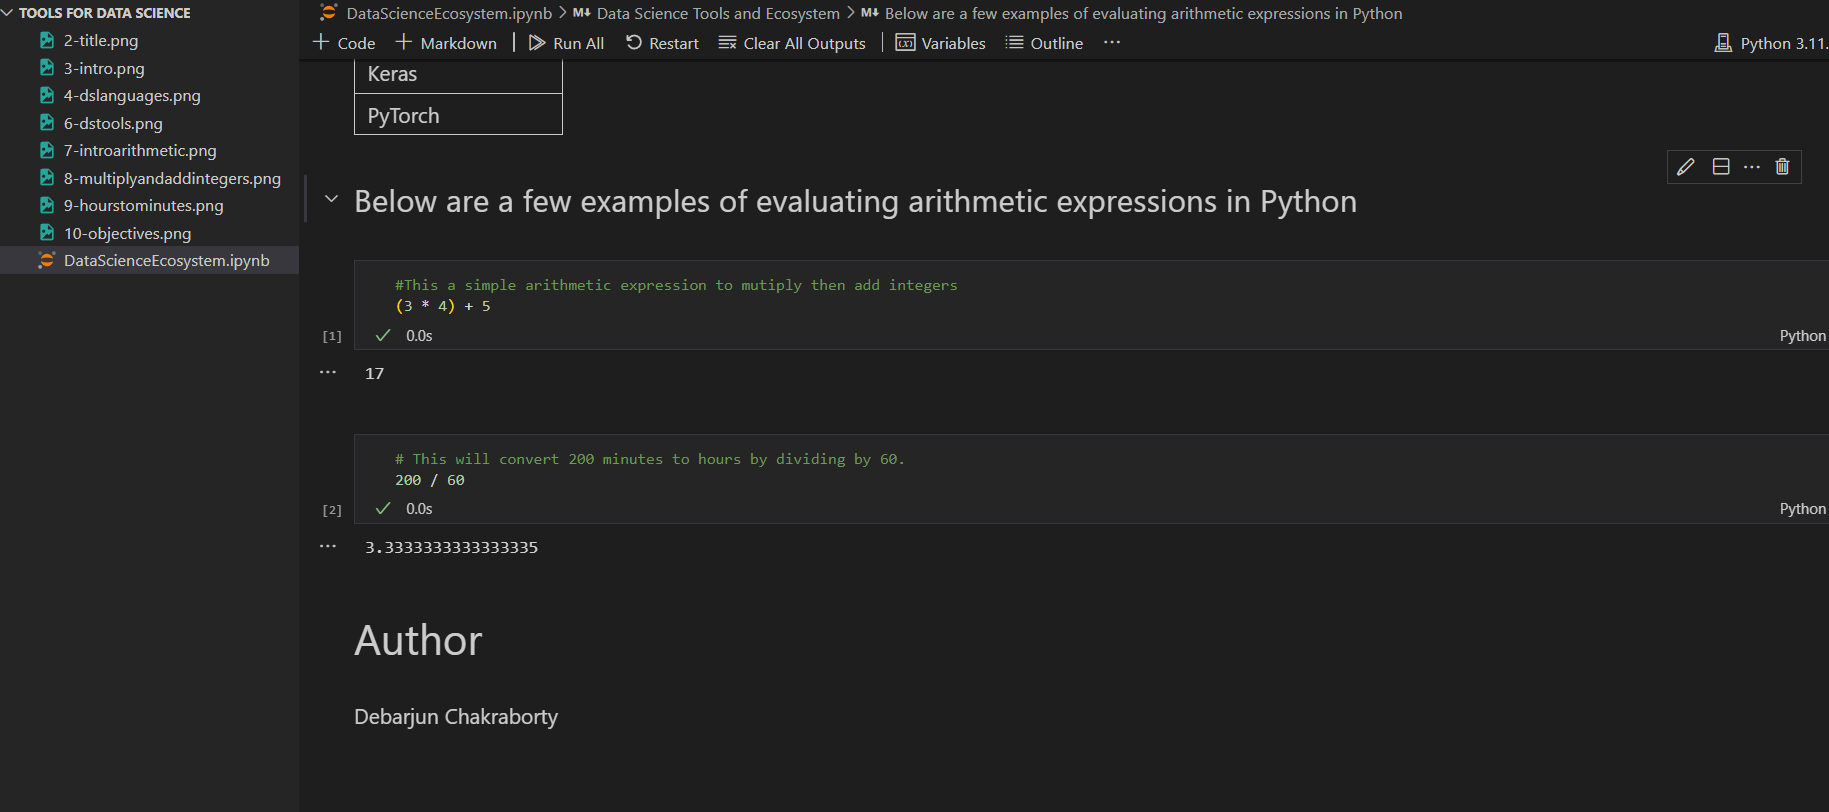 TOOLS FOR DATA SCIENCE
2-title.png
3-intro.png
4-dslanguages.png
6-dstools.png
7-introarithmetic.png
8-multiplyandaddintegers.png
9-hourstominutes.png
10-objectives.png
DataScienceEcosystem.ipynb
DataScienceEcosystem.ipynb > M↓ Data Science Tools and Ecosystem > M↓ Below are a few examples of evaluating arithmetic expressions in Python
+ Code + Markdown | Run All Restart Clear All Outputs | Variables Outline ... Python 3.11.
Keras
PyTorch
Below are a few examples of evaluating arithmetic expressions in Python
#This a simple arithmetic expression to mutiply then add integers
(3 * 4) + 5
[1] 0.0s Python
... 17
# This will convert 200 minutes to hours by dividing by 60.
200 / 60
[2] 0.0s Python
... 3.3333333333333335
Author
Debarjun Chakraborty